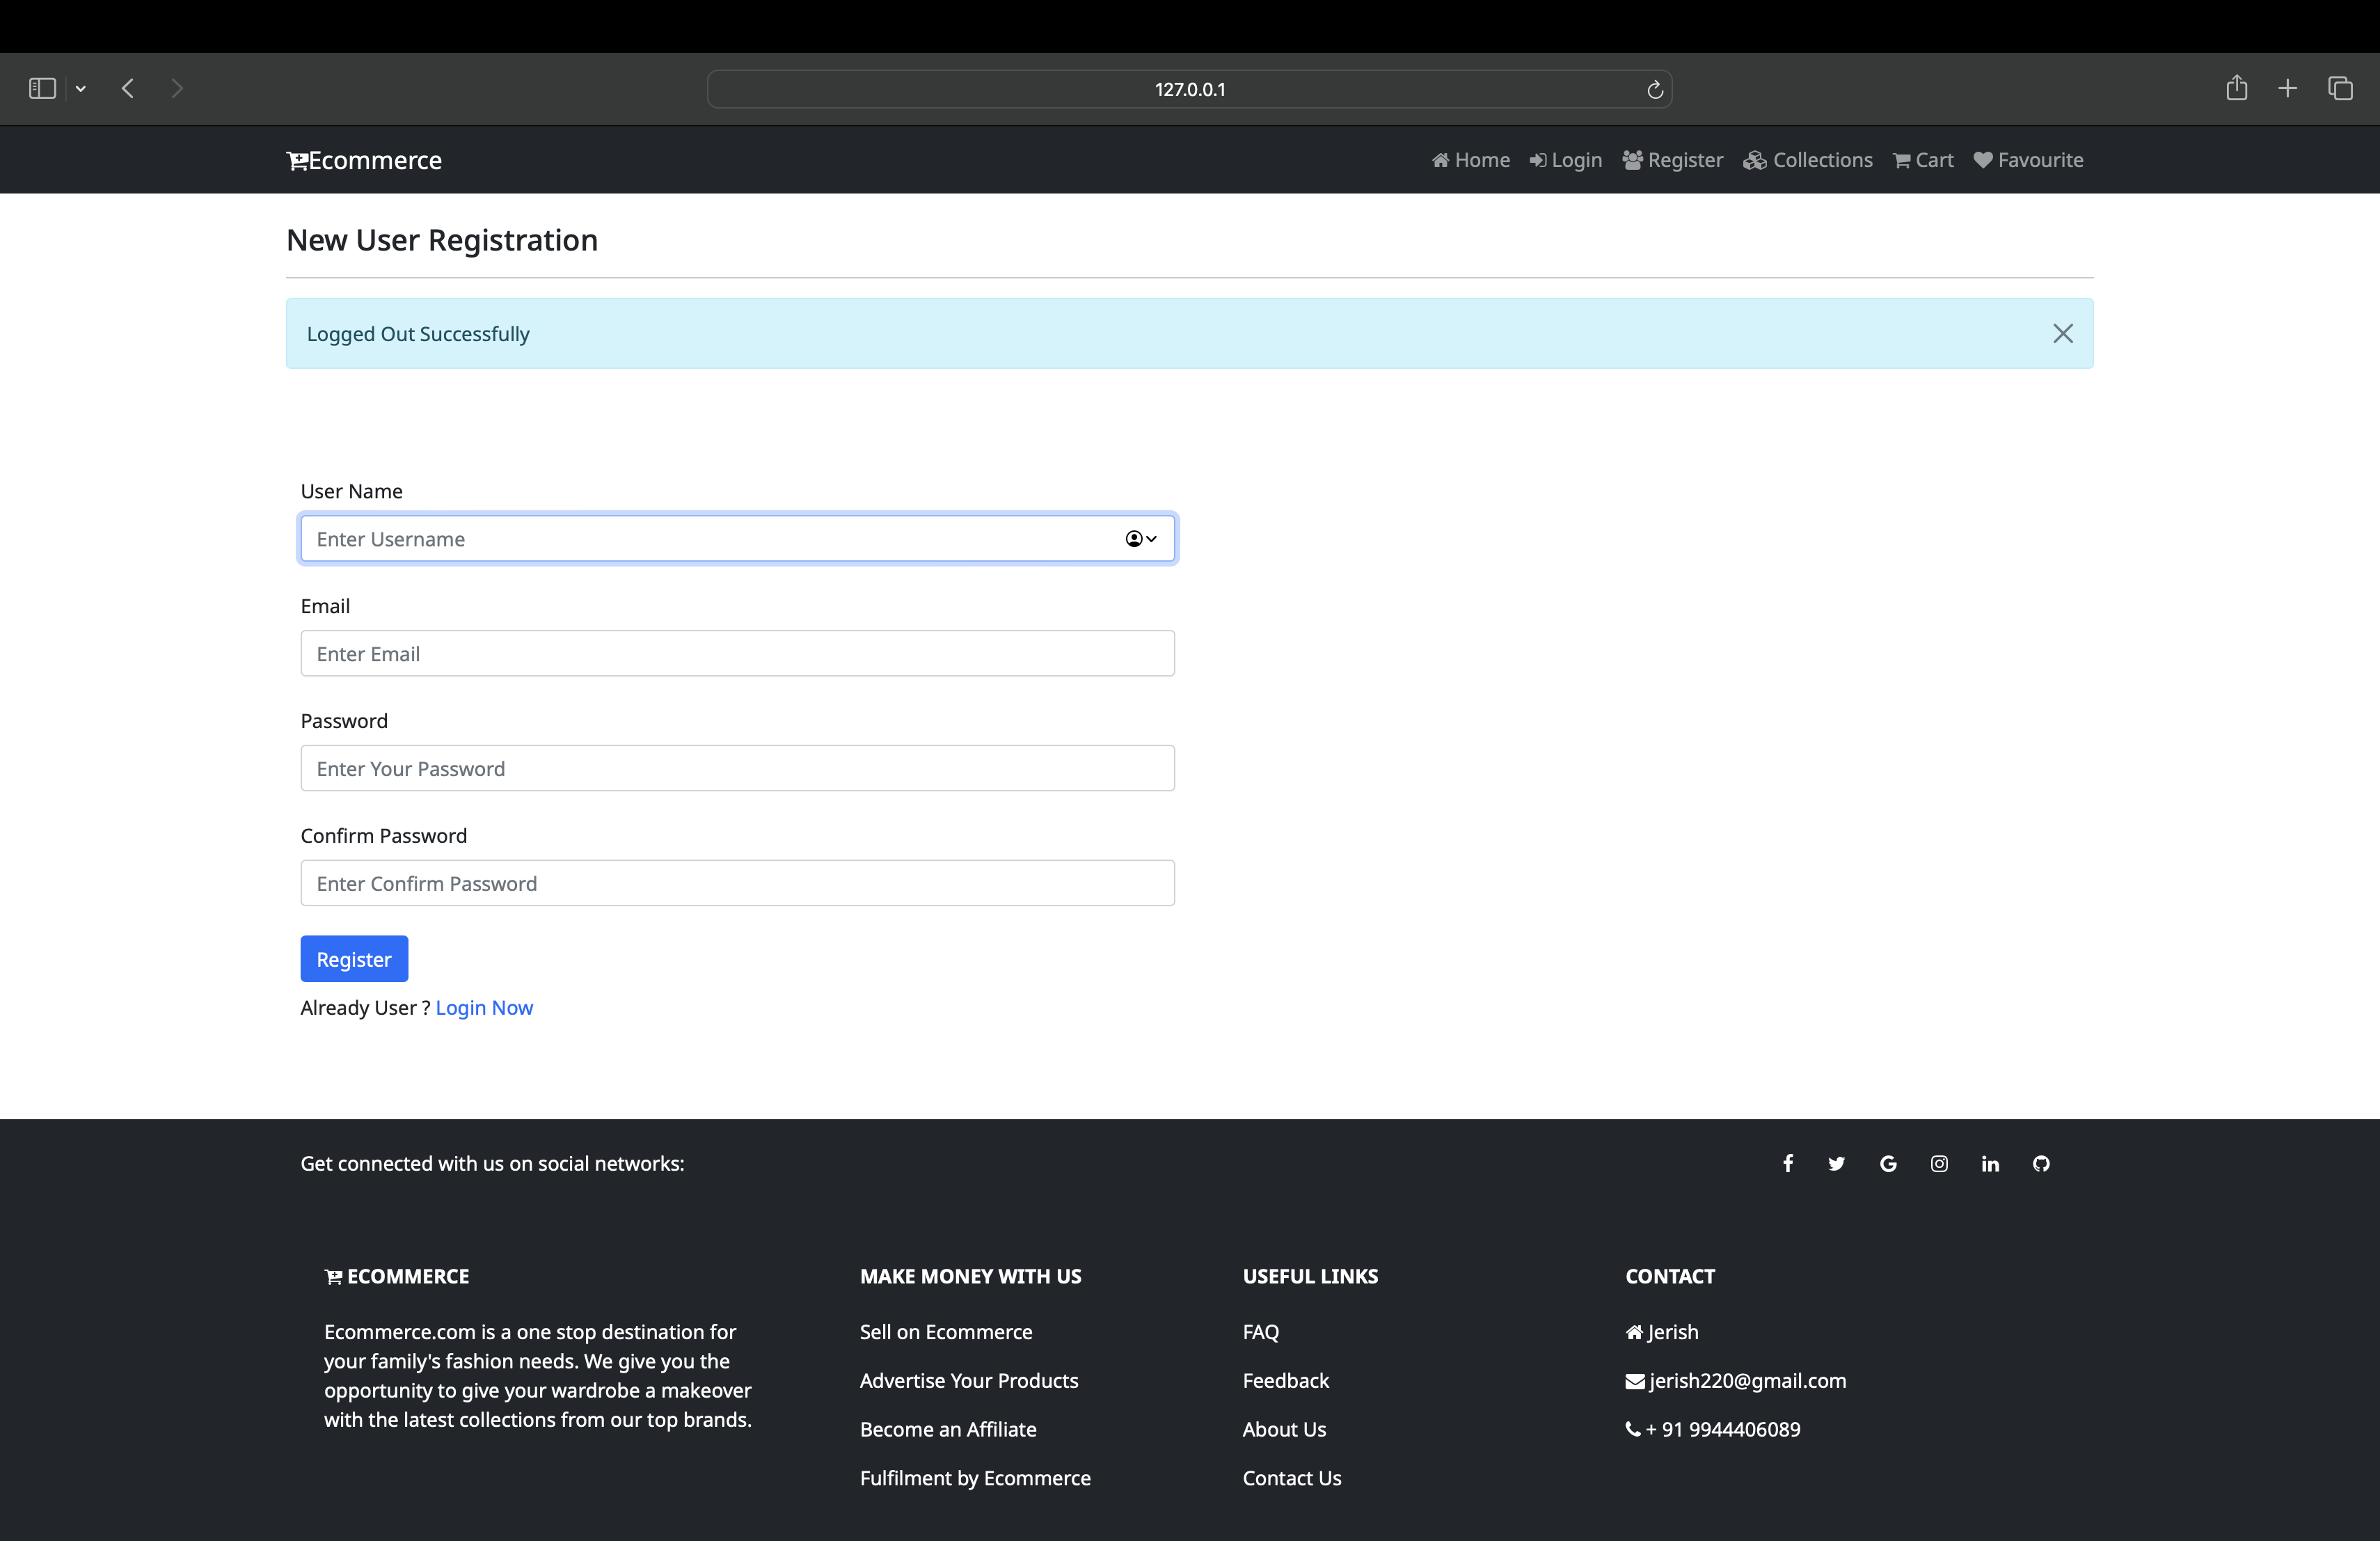 127.0.0.1
Ecommerce
Home Login Register Collections Cart Favourite
New User Registration
Logged Out Successfully
User Name
Enter Username
Email
Enter Email
Password
Enter Your Password
Confirm Password
Enter Confirm Password
Register
Already User ? Login Now
Get connected with us on social networks:
ECOMMERCE
Ecommerce.com is a one stop destination for
your family's fashion needs. We give you the
opportunity to give your wardrobe a makeover
with the latest collections from our top brands.
MAKE MONEY WITH US
Sell on Ecommerce
Advertise Your Products
Become an Affiliate
Fulfilment by Ecommerce
USEFUL LINKS
FAQ
Feedback
About Us
Contact Us
CONTACT
Jerish
jerish220@gmail.com
+ 91 9944406089